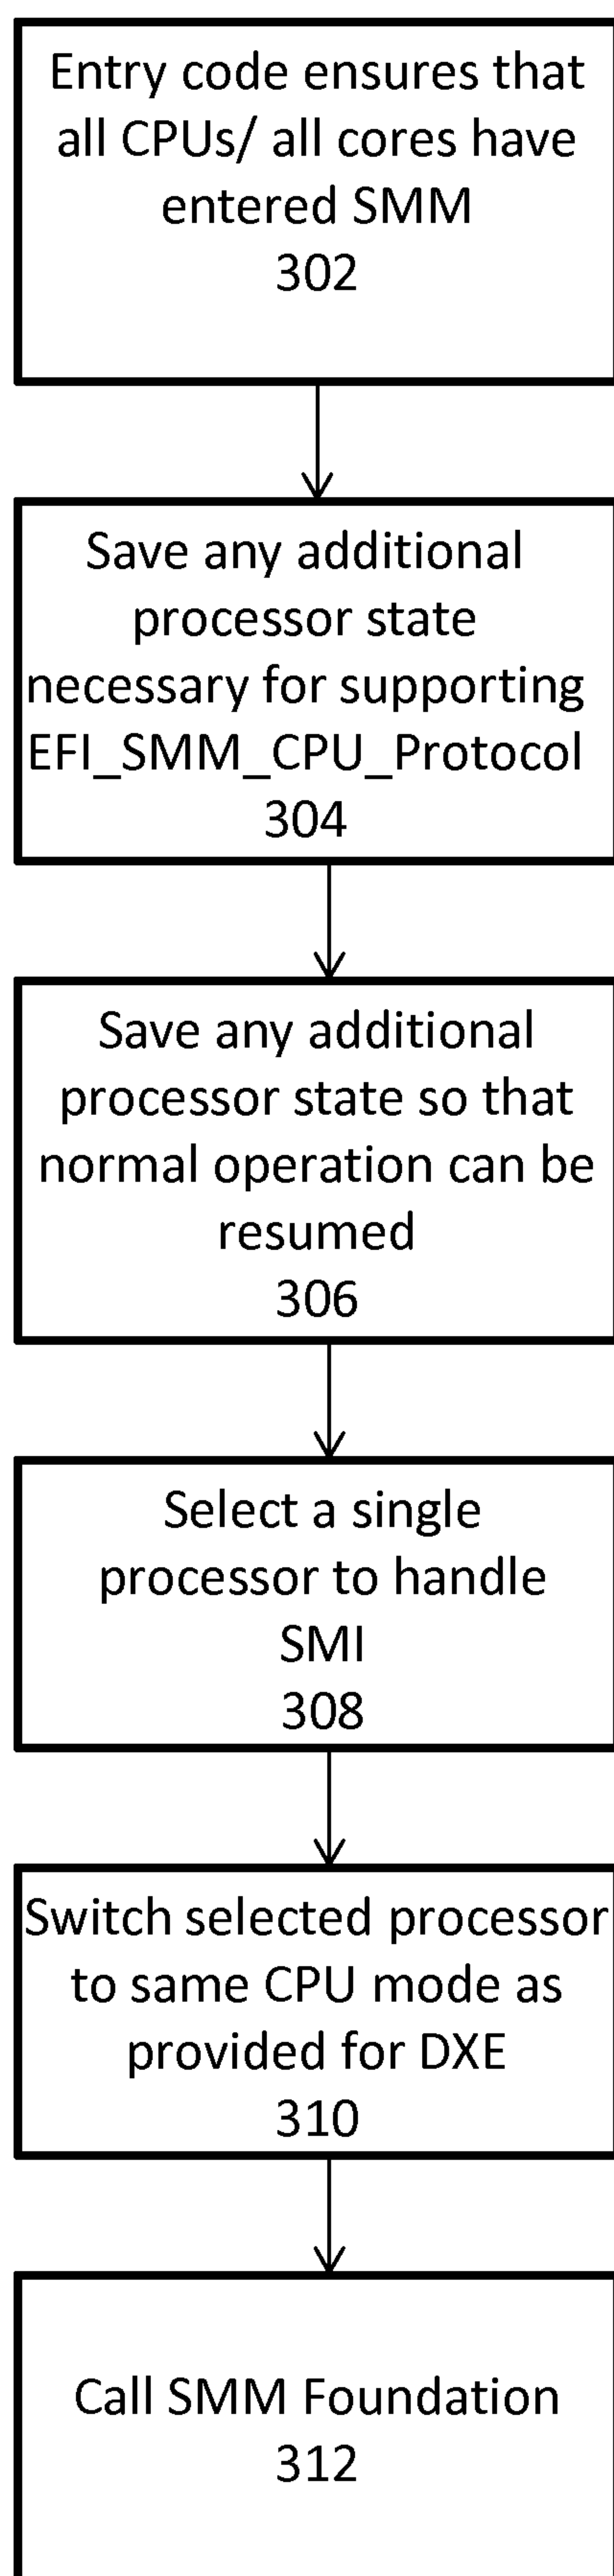 Entry code ensures that
all CPUs/ all cores have
entered SMM
302
Save any additional
processor state
necessary for supporting
EFI_SMM_CPU_Protocol
304
Save any additional
processor state so that
normal operation can be
resumed
306
Select a single
processor to handle
SMI
308
Switch selected processor
to same CPU mode as
provided for DXE
310
Call SMM Foundation
312